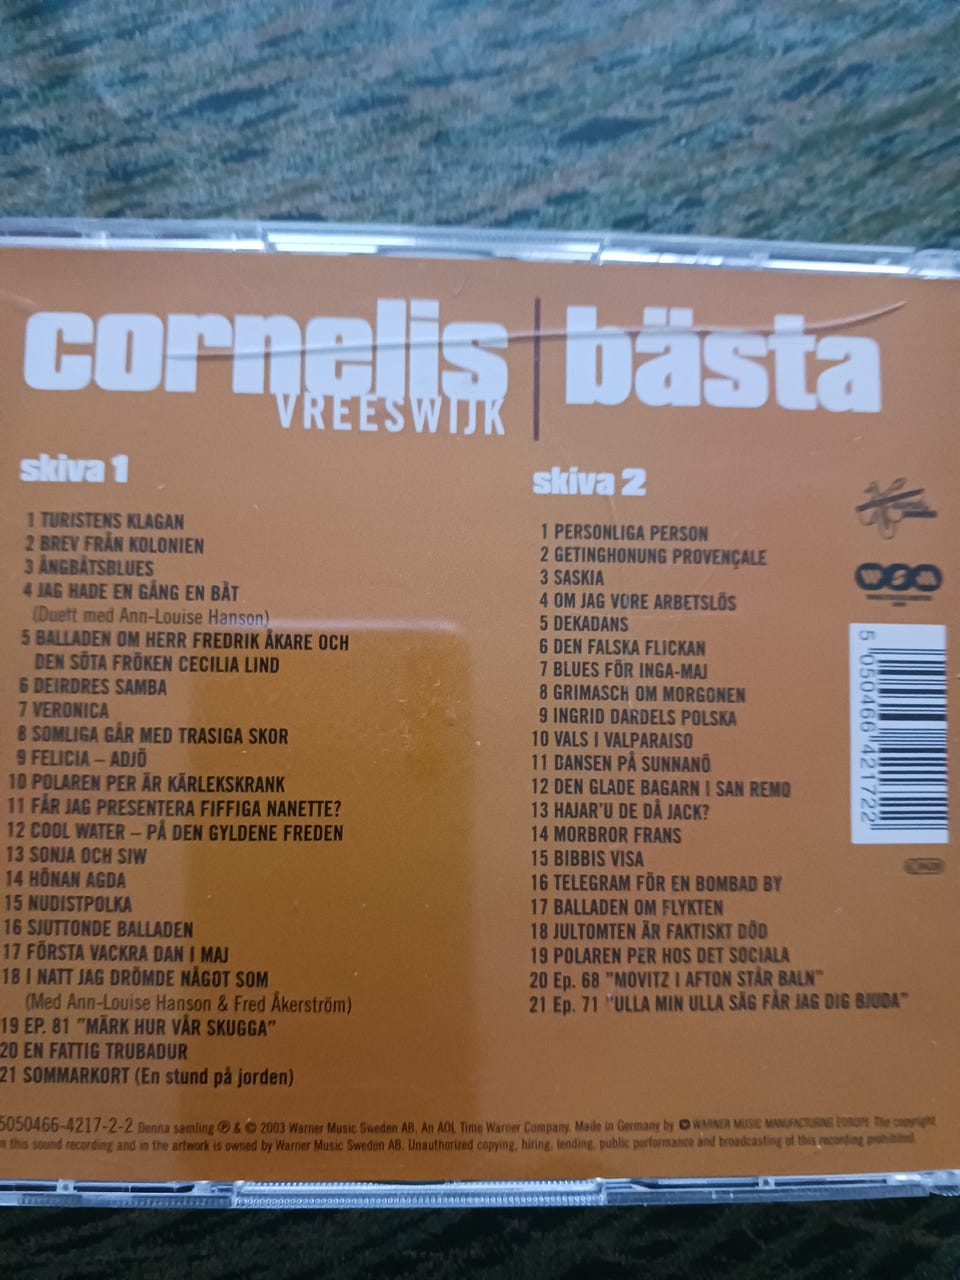 cornelis | bästa
VREESWIJK
skiva 1
1 TURISTENS KLAGAN
2 BREV FRÅN KOLONIEN
3 ÅNGBÅTSBLUES
4 JAG HADE EN GÅNG EN BÅT
(Duett med Ann-Louise Hanson)
5 BALLADEN OM HERR FREDRIK ÅKARE OCH
DEN SÖTA FRÖKEN CECILIA LIND
6 DEIRDRES SAMBA
7 VERONICA
8 SOMLIGA GÅR MED TRASIGA SKOR
9 FELICIA – ADJÖ
10 POLAREN PER ÄR KÄRLEKSKRANK
11 FÅR JAG PRESENTERA FIFFIGA NANETTE?
12 COOL WATER – PÅ DEN GYLDENE FREDEN
13 SONJA OCH SIW
14 HÖNAN AGDA
15 NUDISTPOLKA
16 SJUTTONDE BALLADEN
17 FÖRSTA VACKRA DAN I MAJ
18 I NATT JAG DRÖMDE NÅGOT SOM
(Med Ann-Louise Hanson & Fred Åkerström)
19 EP. 81 "MÄRK HUR VÅR SKUGGA"
20 EN FATTIG TRUBADUR
21 SOMMARKORT (En stund på jorden)
skiva 2
1 PERSONLIGA PERSON
2 GETINGHONUNG PROVENÇALE
3 SASKIA
4 OM JAG VORE ARBETSLÖS
5 DEKADANS
6 DEN FALSKA FLICKAN
7 BLUES FÖR INGA-MAJ
8 GRIMASCH OM MORGONEN
9 INGRID DARDELS POLSKA
10 VALS I VALPARAISO
11 DANSEN PÅ SUNNANÖ
12 DEN GLADE BAGARN I SAN REMO
13 HAJAR'U DE DÅ JACK?
14 MORBROR FRANS
15 BIBBIS VISA
16 TELEGRAM FÖR EN BOMBAD BY
17 BALLADEN OM FLYKTEN
18 JULTOMTEN ÄR FAKTISKT DÖD
19 POLAREN PER HOS DET SOCIALA
20 Ep. 68 "MOVITZ I AFTON STÅR BALN"
21 Ep. 71 "ULLA MIN ULLA SÄG FÅR JAG DIG BJUDA"
WSM
5 050466 421722
5050466-4217-2-2 Denna samling ℗ & © 2003 Warner Music Sweden AB. An AOL Time Warner Company. Made in Germany by WARNER MUSIC MANUFACTURING EUROPE The copyright
n this sound recording and in the artwork is owned by Warner Music Sweden AB. Unauthorized copying, hiring, lending, public performance and broadcasting of this recording prohibited.